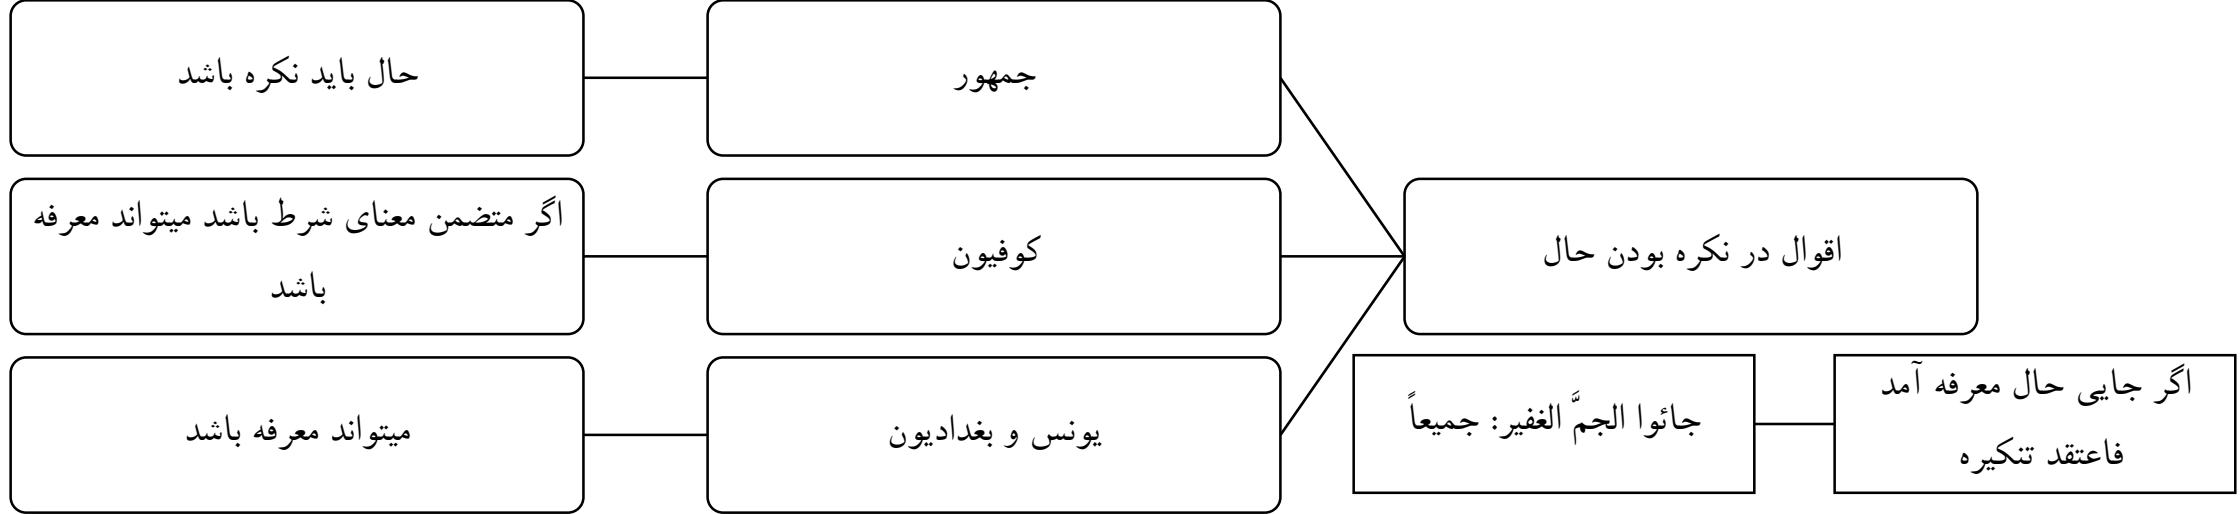 اقوال در نکره بودن حال
جمهور
حال باید نکره باشد
کوفیون
اگر متضمن معنای شرط باشد میتواند معرفه
باشد
یونس و بغدادیون
میتواند معرفه باشد
اگر جایی حال معرفه آمد
فاعتقد تنکیره
جائوا الجمَّ الغفیر: جمیعاً